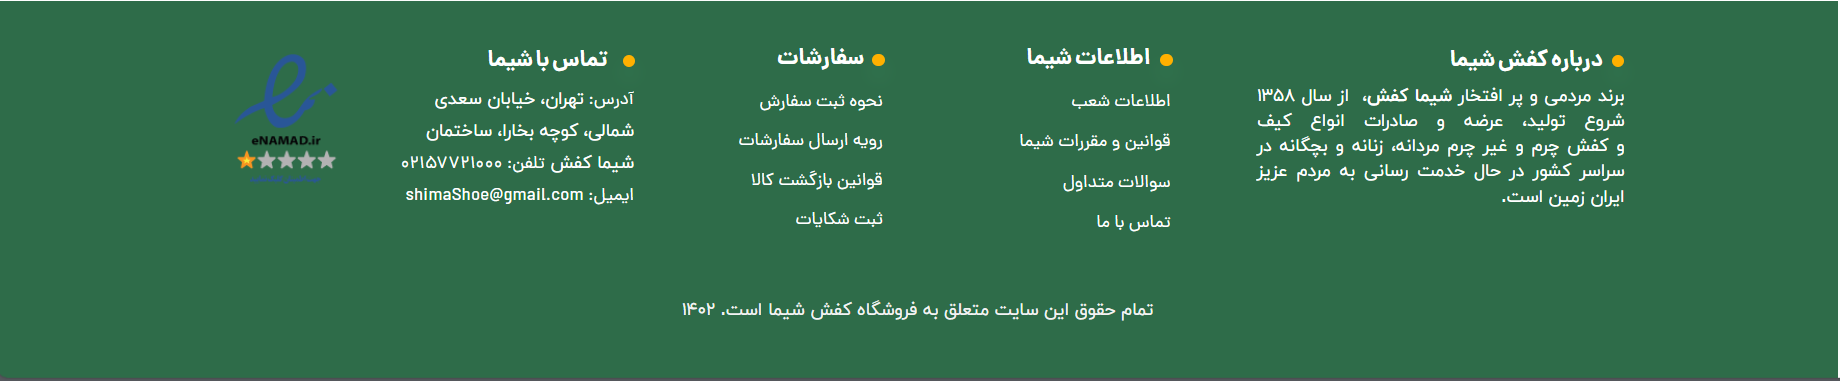 درباره کفش شیما
برند مردمی و پر افتخار شیما کفش، از سال ۱۳۵۸
شروع تولید، عرضه و صادرات انواع کیف
و کفش چرم و غیر چرم مردانه، زنانه و بچگانه در
سراسر کشور در حال خدمت رسانی به مردم عزیز
ایران زمین است.
اطلاعات شیما
اطلاعات شعب
قوانین و مقررات شیما
سوالات متداول
تماس با ما
سفارشات
نحوه ثبت سفارش
رویه ارسال سفارشات
قوانین بازگشت کالا
ثبت شکایات
تماس با شیما
آدرس: تهران، خیابان سعدی
شمالی، کوچه بخارا، ساختمان
شیما کفش تلفن: ۰۲۱۵۷۷۲۱۰۰۰
ایمیل: shimaShoe@gmail.com
eNAMAD.ir
تمام حقوق این سایت متعلق به فروشگاه کفش شیما است. ۱۴۰۲